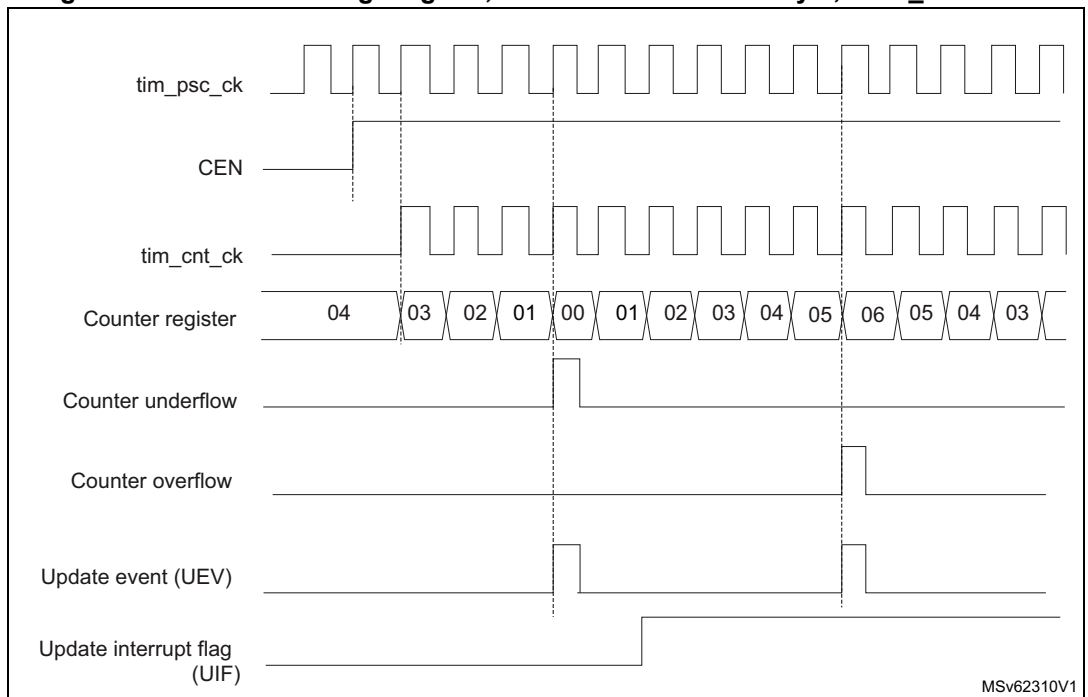 tim_psc_ck
CEN
tim_cnt_ck
Counter register 04 03 02 01 00 01 02 03 04 05 06 05 04 03
Counter underflow
Counter overflow
Update event (UEV)
Update interrupt flag
(UIF)
MSv62310V1